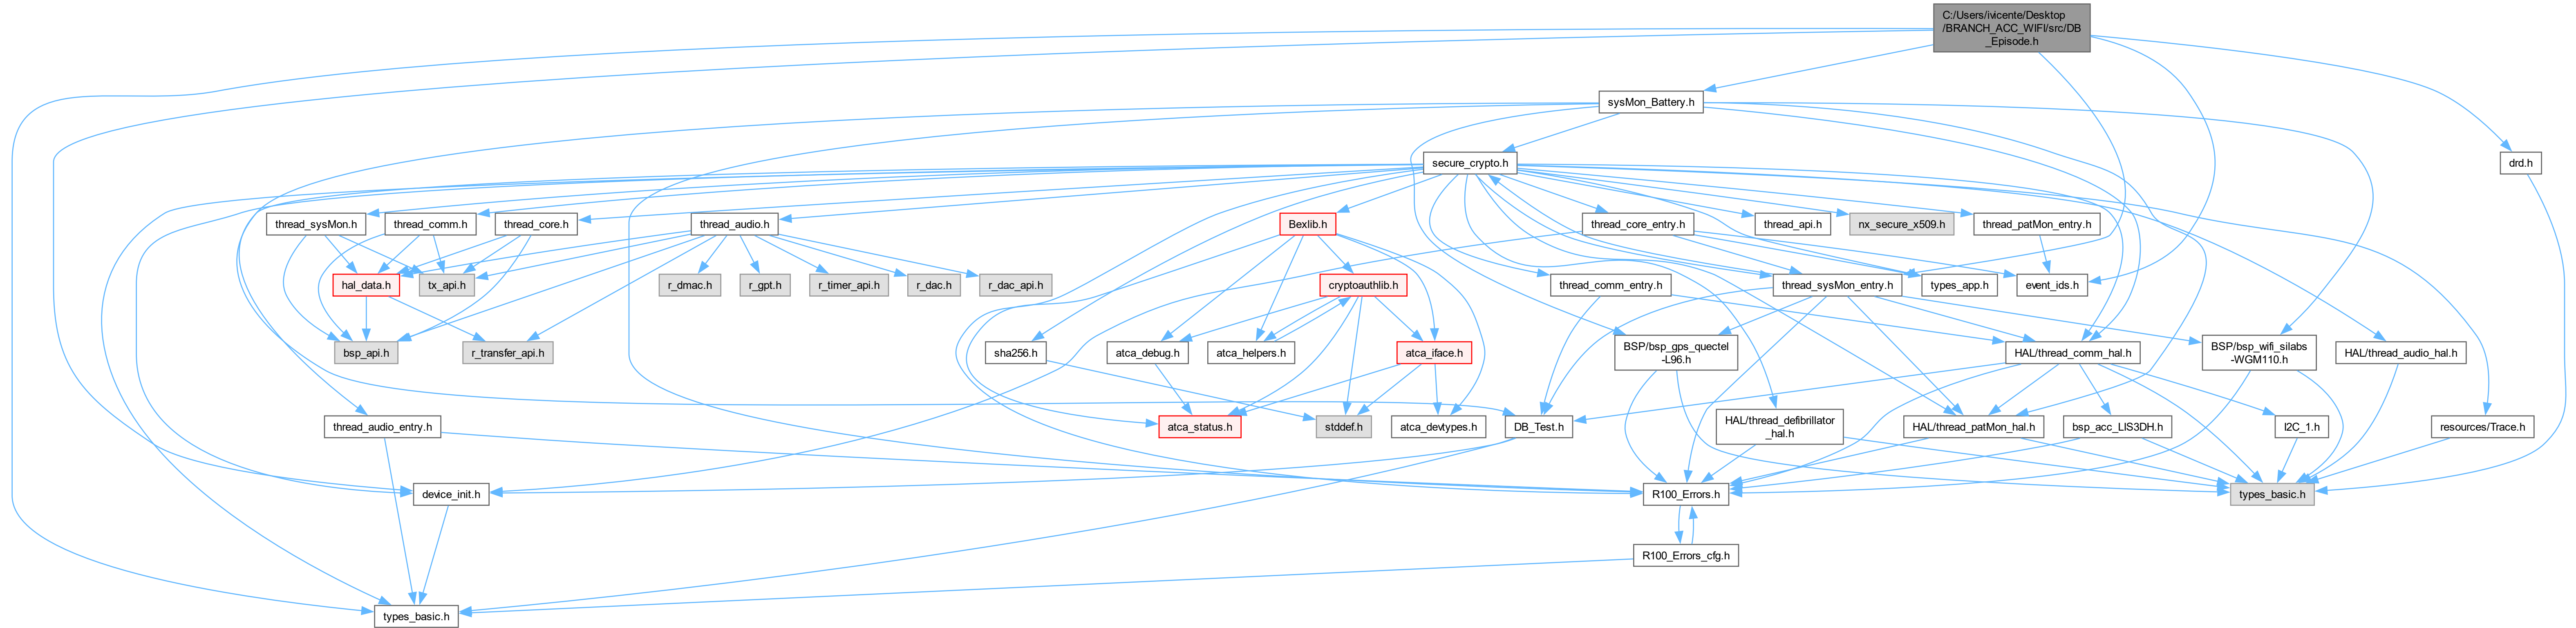 C:/Users/ivicente/Desktop
/BRANCH_ACC_WIFI/src/DB
_Episode.h
sysMon_Battery.h
secure_crypto.h
drd.h
thread_sysMon.h
thread_comm.h
thread_core.h
thread_audio.h
Bexlib.h
thread_core_entry.h
thread_api.h
nx_secure_x509.h
thread_patMon_entry.h
hal_data.h
tx_api.h
r_dmac.h
r_gpt.h
r_timer_api.h
r_dac.h
r_dac_api.h
cryptoauthlib.h
thread_comm_entry.h
thread_sysMon_entry.h
types_app.h
event_ids.h
bsp_api.h
r_transfer_api.h
sha256.h
atca_debug.h
atca_helpers.h
atca_iface.h
BSP/bsp_gps_quectel
-L96.h
HAL/thread_comm_hal.h
BSP/bsp_wifi_silabs
-WGM110.h
HAL/thread_audio_hal.h
thread_audio_entry.h
atca_status.h
stddef.h
atca_devtypes.h
DB_Test.h
HAL/thread_defibrillator
_hal.h
HAL/thread_patMon_hal.h
bsp_acc_LIS3DH.h
I2C_1.h
resources/Trace.h
device_init.h
R100_Errors.h
types_basic.h
R100_Errors_cfg.h
types_basic.h